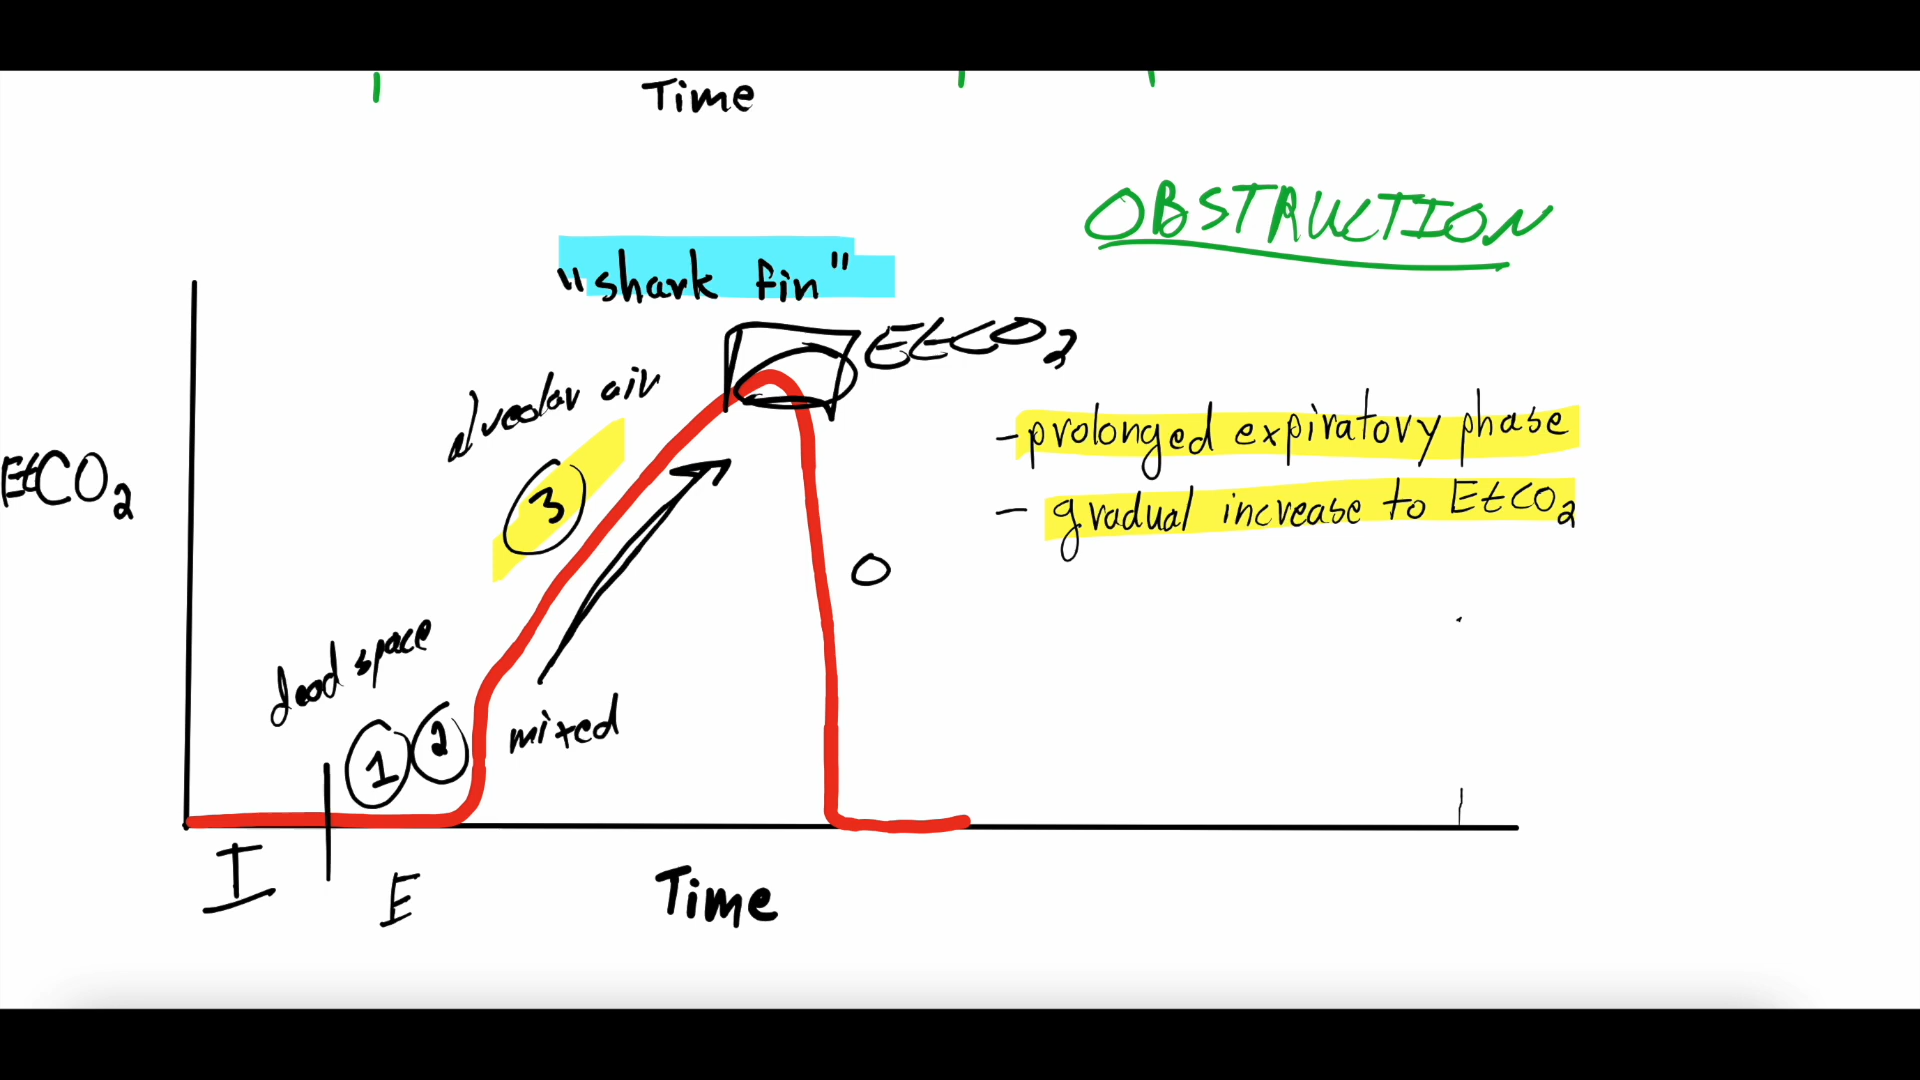 Time
OBSTRUCTION
"shark fin"
EtCO₂
alveolar air
- prolonged expiratory phase
EtCO₂
3
- gradual increase to EtCO₂
0
dead space
1 2
mixed
I
E
Time